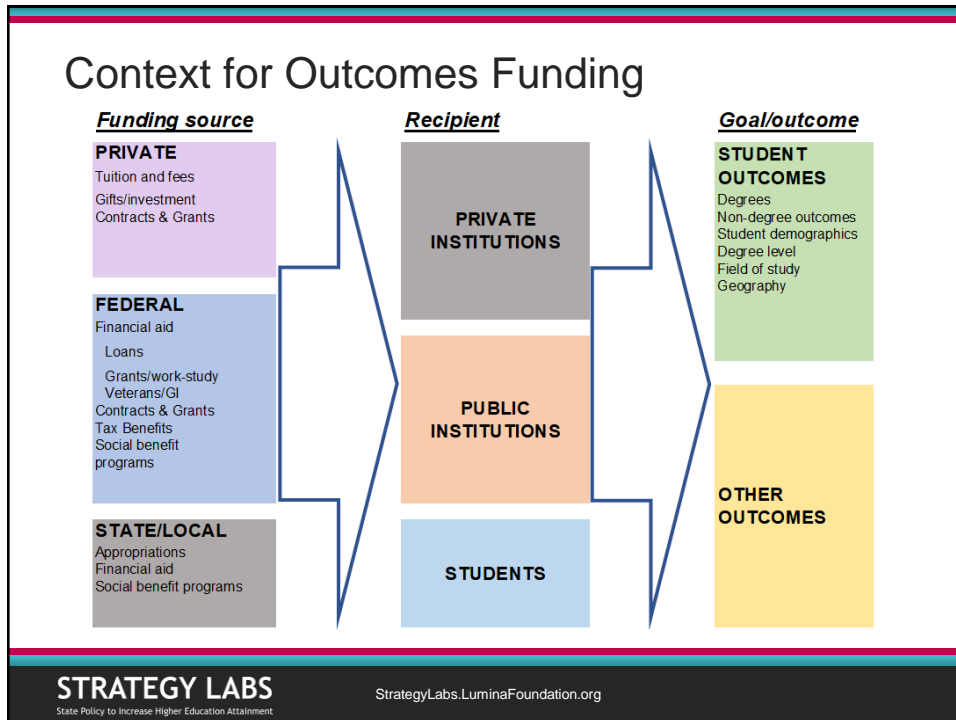 Context for Outcomes Funding
Funding source
PRIVATE
Tuition and fees
Gifts/investment
Contracts & Grants
FEDERAL
Financial aid
Loans
Grants/work-study
Veterans/GI
Contracts & Grants
Tax Benefits
Social benefit
programs
STATE/LOCAL
Appropriations
Financial aid
Social benefit programs
Recipient
PRIVATE
INSTITUTIONS
PUBLIC
INSTITUTIONS
STUDENTS
Goal/outcome
STUDENT
OUTCOMES
Degrees
Non-degree outcomes
Student demographics
Degree level
Field of study
Geography
OTHER
OUTCOMES
STRATEGY LABS
State Policy to Increase Higher Education Attainment
StrategyLabs.LuminaFoundation.org